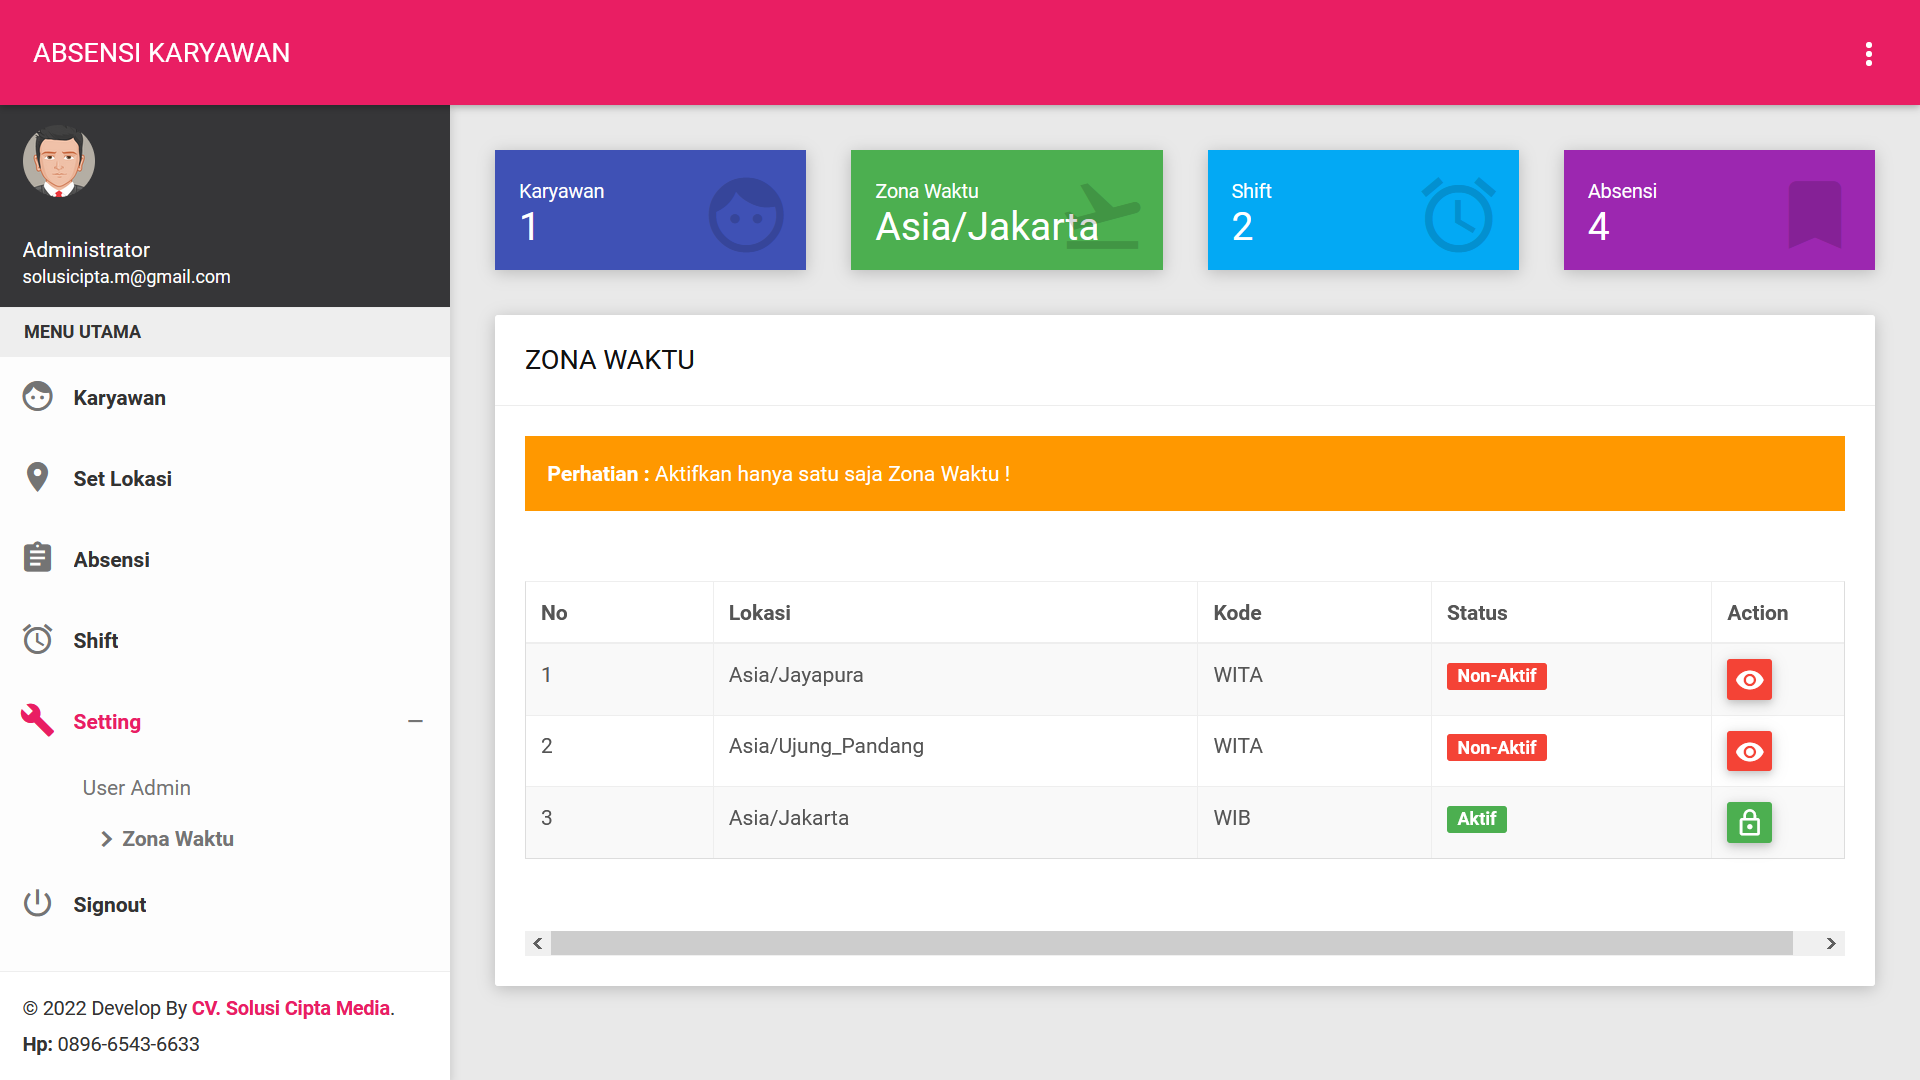 ABSENSI KARYAWAN
Administrator
solusicipta.m@gmail.com
MENU UTAMA
Karyawan
Set Lokasi
Absensi
Shift
Setting
User Admin
Zona Waktu
Signout
© 2022 Develop By CV. Solusi Cipta Media.
Hp: 0896-6543-6633
Karyawan
1
Zona Waktu
Asia/Jakarta
Shift
2
Absensi
4
ZONA WAKTU
Perhatian : Aktifkan hanya satu saja Zona Waktu !
No Lokasi Kode Status Action
1 Asia/Jayapura WITA Non-Aktif
2 Asia/Ujung_Pandang WITA Non-Aktif
3 Asia/Jakarta WIB Aktif